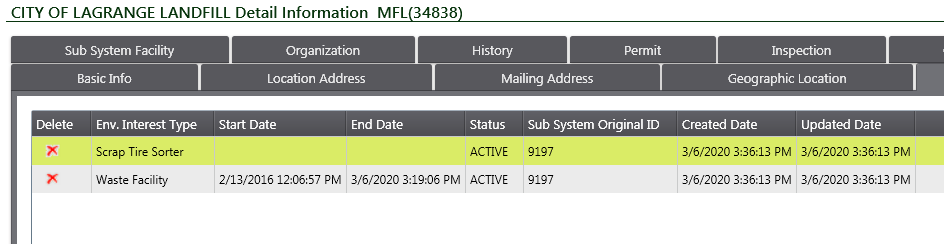 CITY OF LAGRANGE LANDFILL Detail Information MFL(34838)
Sub System Facility Organization History Permit Inspection
Basic Info Location Address Mailing Address Geographic Location
Delete Env. Interest Type Start Date End Date Status Sub System Original ID Created Date Updated Date
Scrap Tire Sorter ACTIVE 9197 3/6/2020 3:36:13 PM 3/6/2020 3:36:13 PM
Waste Facility 2/13/2016 12:06:57 PM 3/6/2020 3:19:06 PM ACTIVE 9197 3/6/2020 3:36:13 PM 3/6/2020 3:36:13 PM